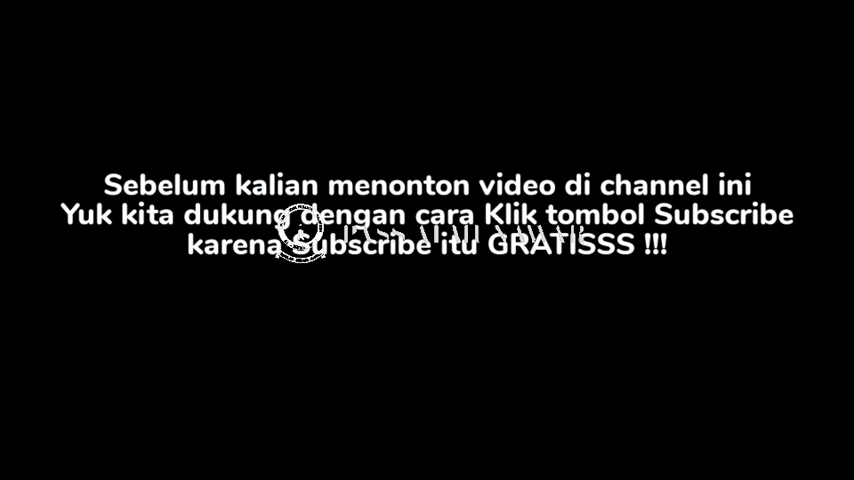 Sebelum kalian menonton video di channel ini
Yuk kita dukung dengan cara Klik tombol Subscribe
karena Subscribe itu GRATISSS !!!